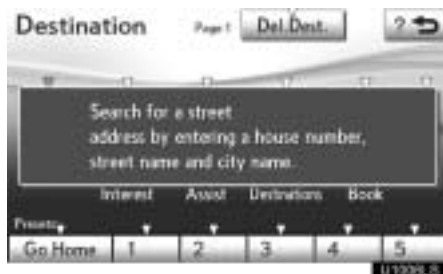 Destination Page 1 Del.Dest. ?
Search for a street
address by entering a house number,
street name and city name.
Interest Assist Destinations Book
Presets
Go Home 1 2 3 4 5